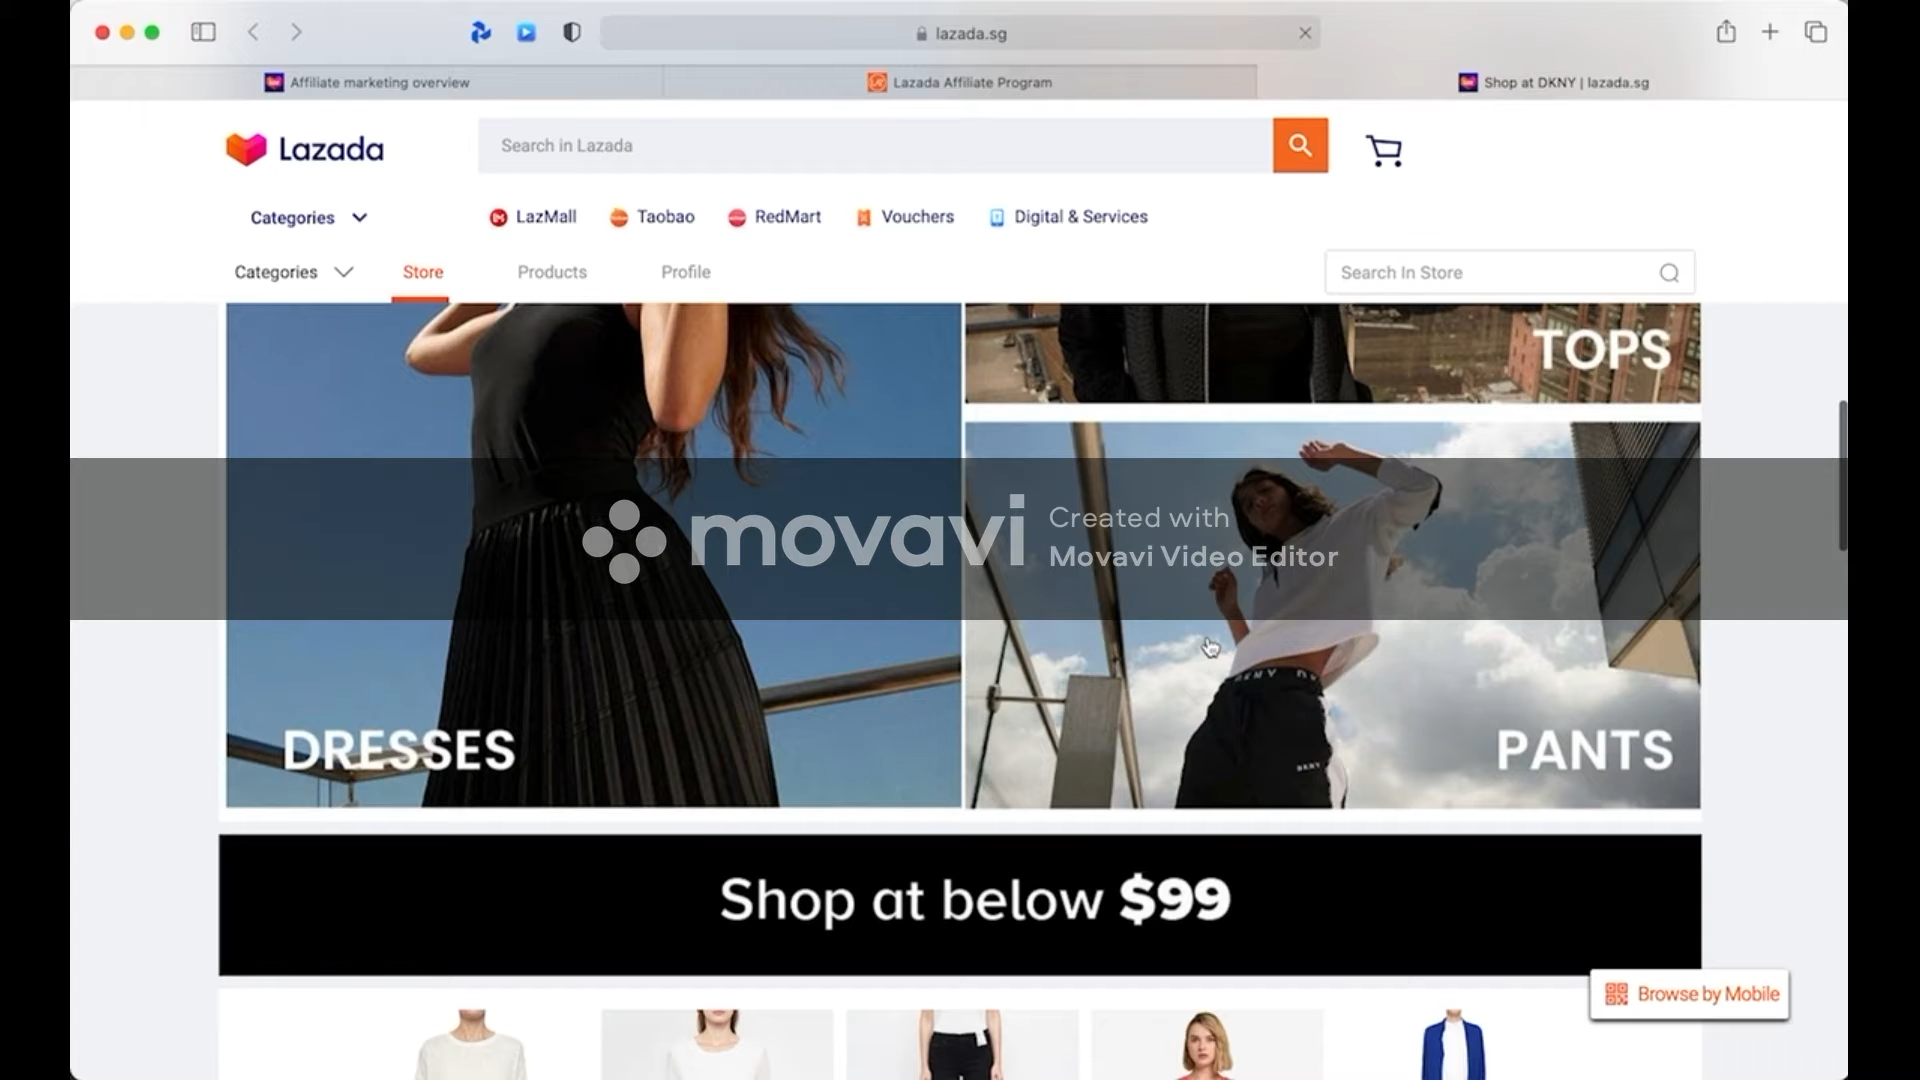 lazada.sg
Affiliate marketing overview
Lazada Affiliate Program
Shop at DKNY | lazada.sg
Lazada
Search in Lazada
Categories
LazMall
Taobao
RedMart
Vouchers
Digital & Services
Categories
Store
Products
Profile
Search In Store
TOPS
movavi
Created with
Movavi Video Editor
DKNY
DRESSES
PANTS
Shop at below $99
Browse by Mobile